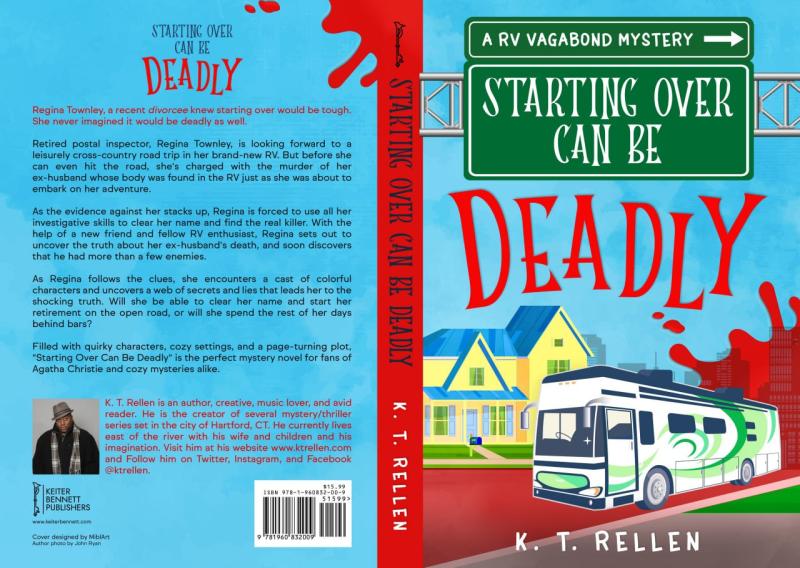 STARTING OVER
CAN BE
DEADLY
Regina Townley, a recent divorcee knew starting over would be tough.
She never imagined it would be deadly as well.
Retired postal inspector, Regina Townley, is looking forward to a
leisurely cross-country road trip in her brand-new RV. But before she
can even hit the road, she's charged with the murder of her
ex-husband whose body was found in the RV just as she was about to
embark on her adventure.
As the evidence against her stacks up, Regina is forced to use all her
investigative skills to clear her name and find the real killer. With the
help of a new friend and fellow RV enthusiast, Regina sets out to
uncover the truth about her ex-husband's death, and soon discovers
that he had more than a few enemies.
As Regina follows the clues, she encounters a cast of colorful
characters and uncovers a web of secrets and lies that leads her to the
shocking truth. Will she be able to clear her name and start her
retirement on the open road, or will she spend the rest of her days
behind bars?
Filled with quirky characters, cozy settings, and a page-turning plot,
"Starting Over Can Be Deadly" is the perfect mystery novel for fans of
Agatha Christie and cozy mysteries alike.
K. T. Rellen is an author, creative, music lover, and avid
reader. He is the creator of several mystery/thriller
series set in the city of Hartford, CT. He currently lives
east of the river with his wife and children and his
imagination. Visit him at his website www.ktrellen.com
and Follow him on Twitter, Instagram, and Facebook
@ktrellen.
KEITER
BENNETT
PUBLISHERS
www.keiterbennett.com
Cover designed by MiblArt
Author photo by John Ryan
$15.99
ISBN 978-1-960832-00-9
51599>
9 781960 832009
STARTING OVER CAN BE DEADLY
K. T. RELLEN
A RV VAGABOND MYSTERY
STARTING OVER
CAN BE
DEADLY
K. T. RELLEN